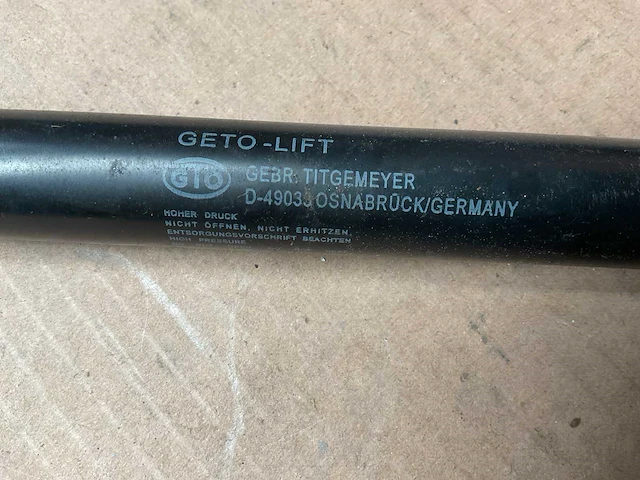 GETO-LIFT
GTO
GEBR. TITGEMEYER
D-49033 OSNABRÜCK/GERMANY
HOHER DRUCK
NICHT ÖFFNEN, NICHT ERHITZEN,
ENTSORGUNGSVORSCHRIFT BEACHTEN
HIGH PRESSURE